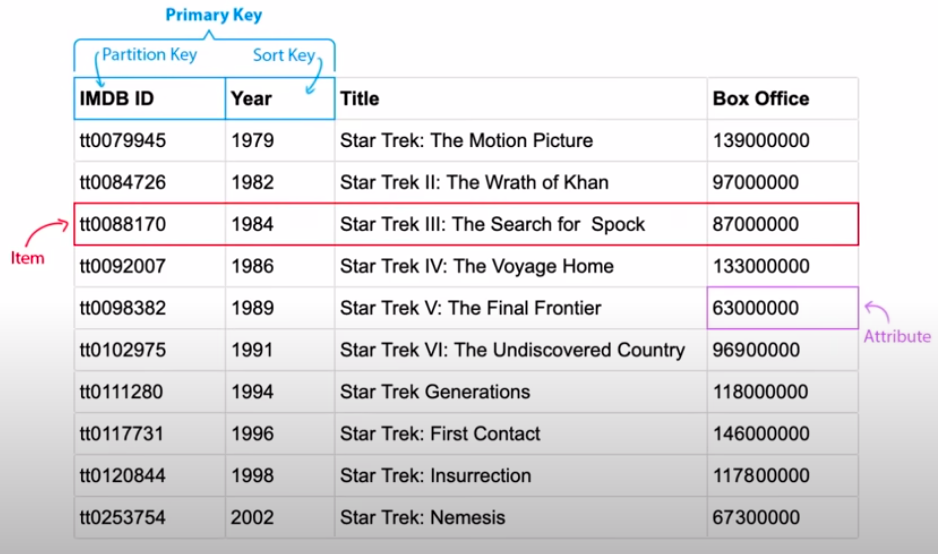 Primary Key
Partition Key Sort Key
IMDB ID Year Title Box Office
tt0079945 1979 Star Trek: The Motion Picture 139000000
tt0084726 1982 Star Trek II: The Wrath of Khan 97000000
tt0088170 1984 Star Trek III: The Search for  Spock 87000000
Item
tt0092007 1986 Star Trek IV: The Voyage Home 133000000
tt0098382 1989 Star Trek V: The Final Frontier 63000000
Attribute
tt0102975 1991 Star Trek VI: The Undiscovered Country 96900000
tt0111280 1994 Star Trek Generations 118000000
tt0117731 1996 Star Trek: First Contact 146000000
tt0120844 1998 Star Trek: Insurrection 117800000
tt0253754 2002 Star Trek: Nemesis 67300000